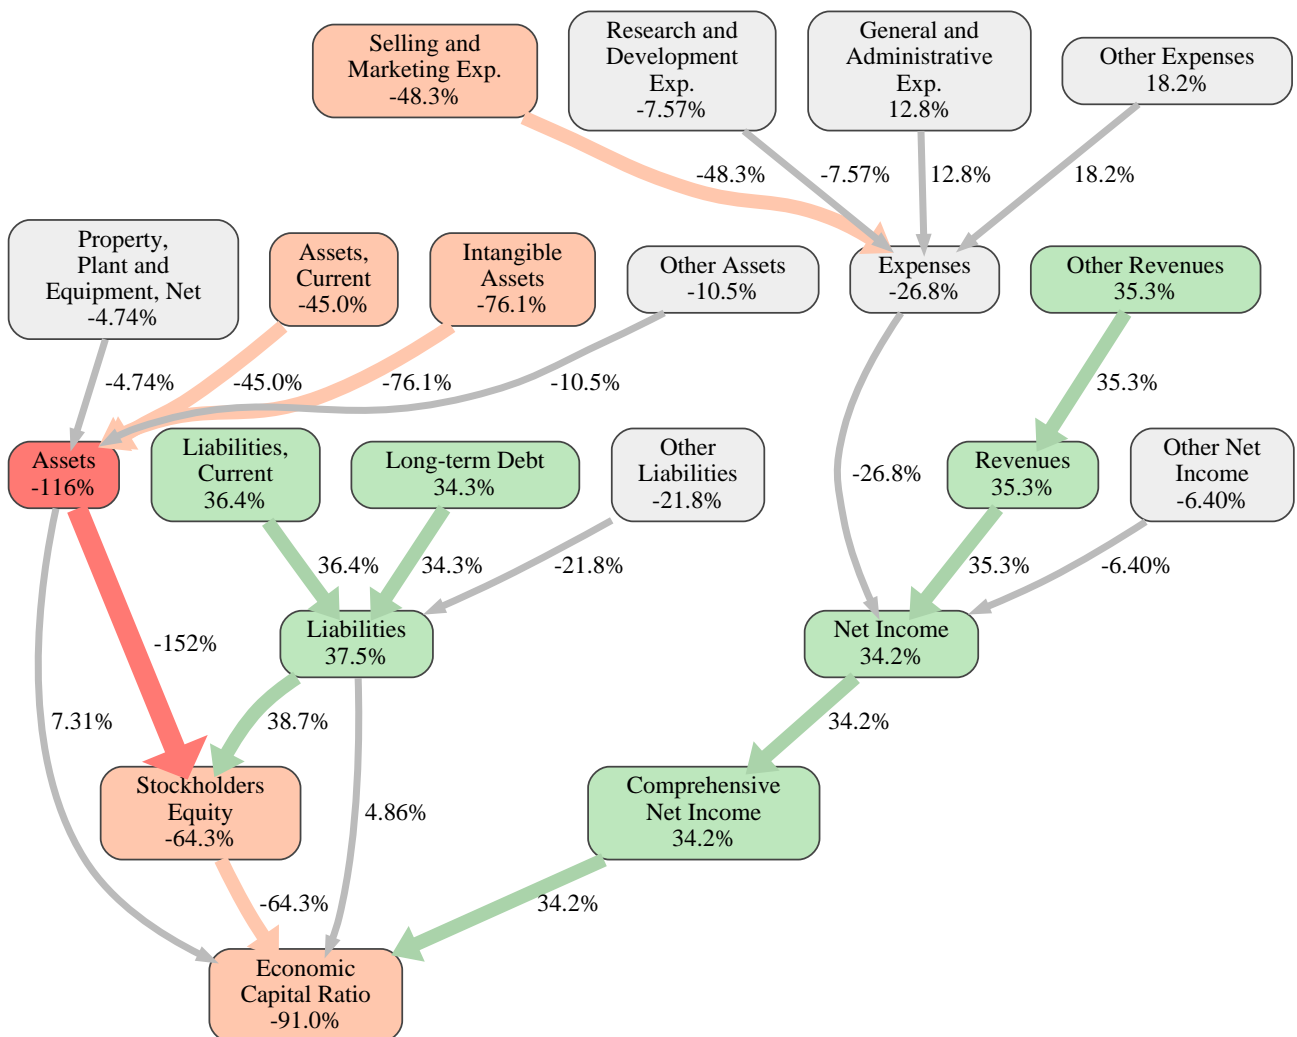 Selling and
Marketing Exp.
-48.3%
Research and
Development
Exp.
-7.57%
General and
Administrative
Exp.
12.8%
Other Expenses
18.2%
-48.3%
-7.57%
12.8%
18.2%
Property,
Plant and
Equipment, Net
-4.74%
Assets,
Current
-45.0%
Intangible
Assets
-76.1%
Other Assets
-10.5%
Expenses
-26.8%
Other Revenues
35.3%
-4.74%
-45.0%
-76.1%
-10.5%
35.3%
Assets
-116%
Liabilities,
Current
36.4%
Long-term Debt
34.3%
Other
Liabilities
-21.8%
-26.8%
Revenues
35.3%
Other Net
Income
-6.40%
36.4%
34.3%
-21.8%
35.3%
-6.40%
-152%
Liabilities
37.5%
Net Income
34.2%
7.31%
38.7%
34.2%
Stockholders
Equity
-64.3%
4.86%
Comprehensive
Net Income
34.2%
-64.3%
34.2%
Economic
Capital Ratio
-91.0%